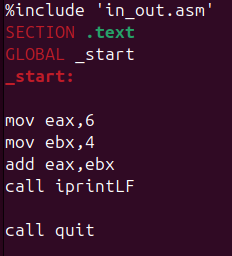 %include 'in_out.asm'
SECTION .text
GLOBAL _start
_start:
mov eax,6
mov ebx,4
add eax,ebx
call iprintLF
call quit